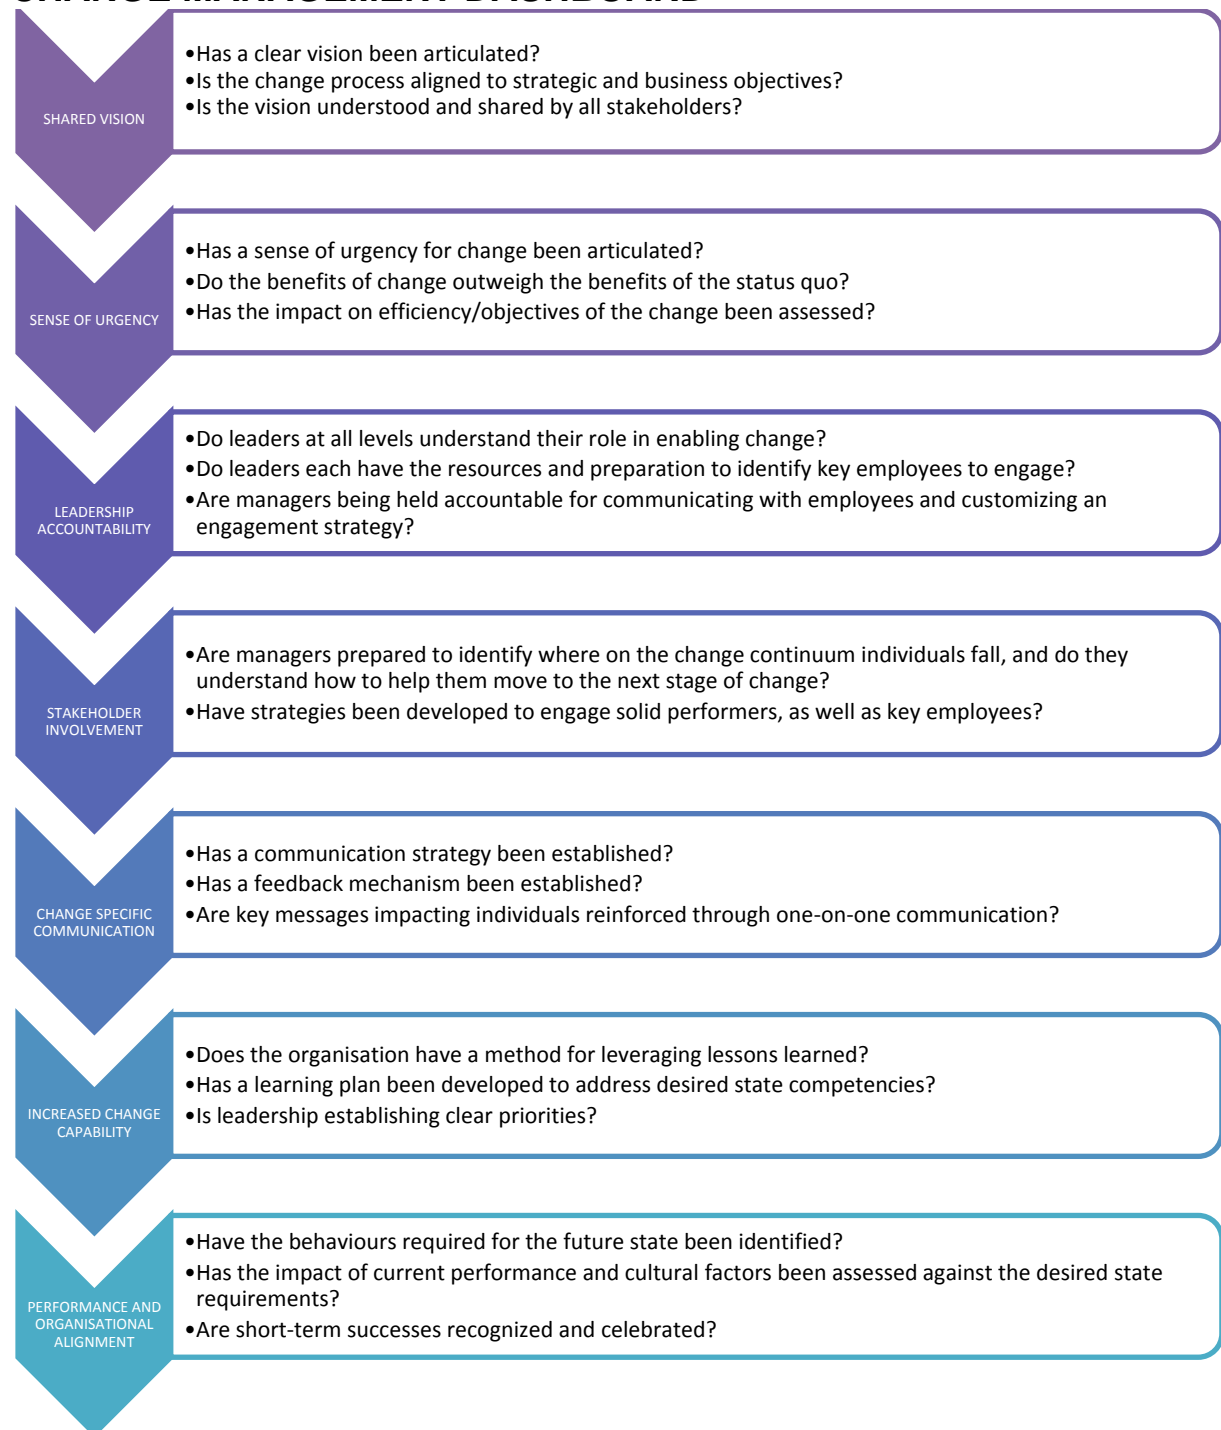 CHANGE MANAGEMENT DASHBOARD
SHARED VISION
•Has a clear vision been articulated?
•Is the change process aligned to strategic and business objectives?
•Is the vision understood and shared by all stakeholders?
SENSE OF URGENCY
•Has a sense of urgency for change been articulated?
•Do the benefits of change outweigh the benefits of the status quo?
•Has the impact on efficiency/objectives of the change been assessed?
LEADERSHIP
ACCOUNTABILITY
•Do leaders at all levels understand their role in enabling change?
•Do leaders each have the resources and preparation to identify key employees to engage?
•Are managers being held accountable for communicating with employees and customizing an
engagement strategy?
STAKEHOLDER
INVOLVEMENT
•Are managers prepared to identify where on the change continuum individuals fall, and do they
understand how to help them move to the next stage of change?
•Have strategies been developed to engage solid performers, as well as key employees?
CHANGE SPECIFIC
COMMUNICATION
•Has a communication strategy been established?
•Has a feedback mechanism been established?
•Are key messages impacting individuals reinforced through one-on-one communication?
INCREASED CHANGE
CAPABILITY
•Does the organisation have a method for leveraging lessons learned?
•Has a learning plan been developed to address desired state competencies?
•Is leadership establishing clear priorities?
PERFORMANCE AND
ORGANISATIONAL
ALIGNMENT
•Have the behaviours required for the future state been identified?
•Has the impact of current performance and cultural factors been assessed against the desired state
requirements?
•Are short-term successes recognized and celebrated?